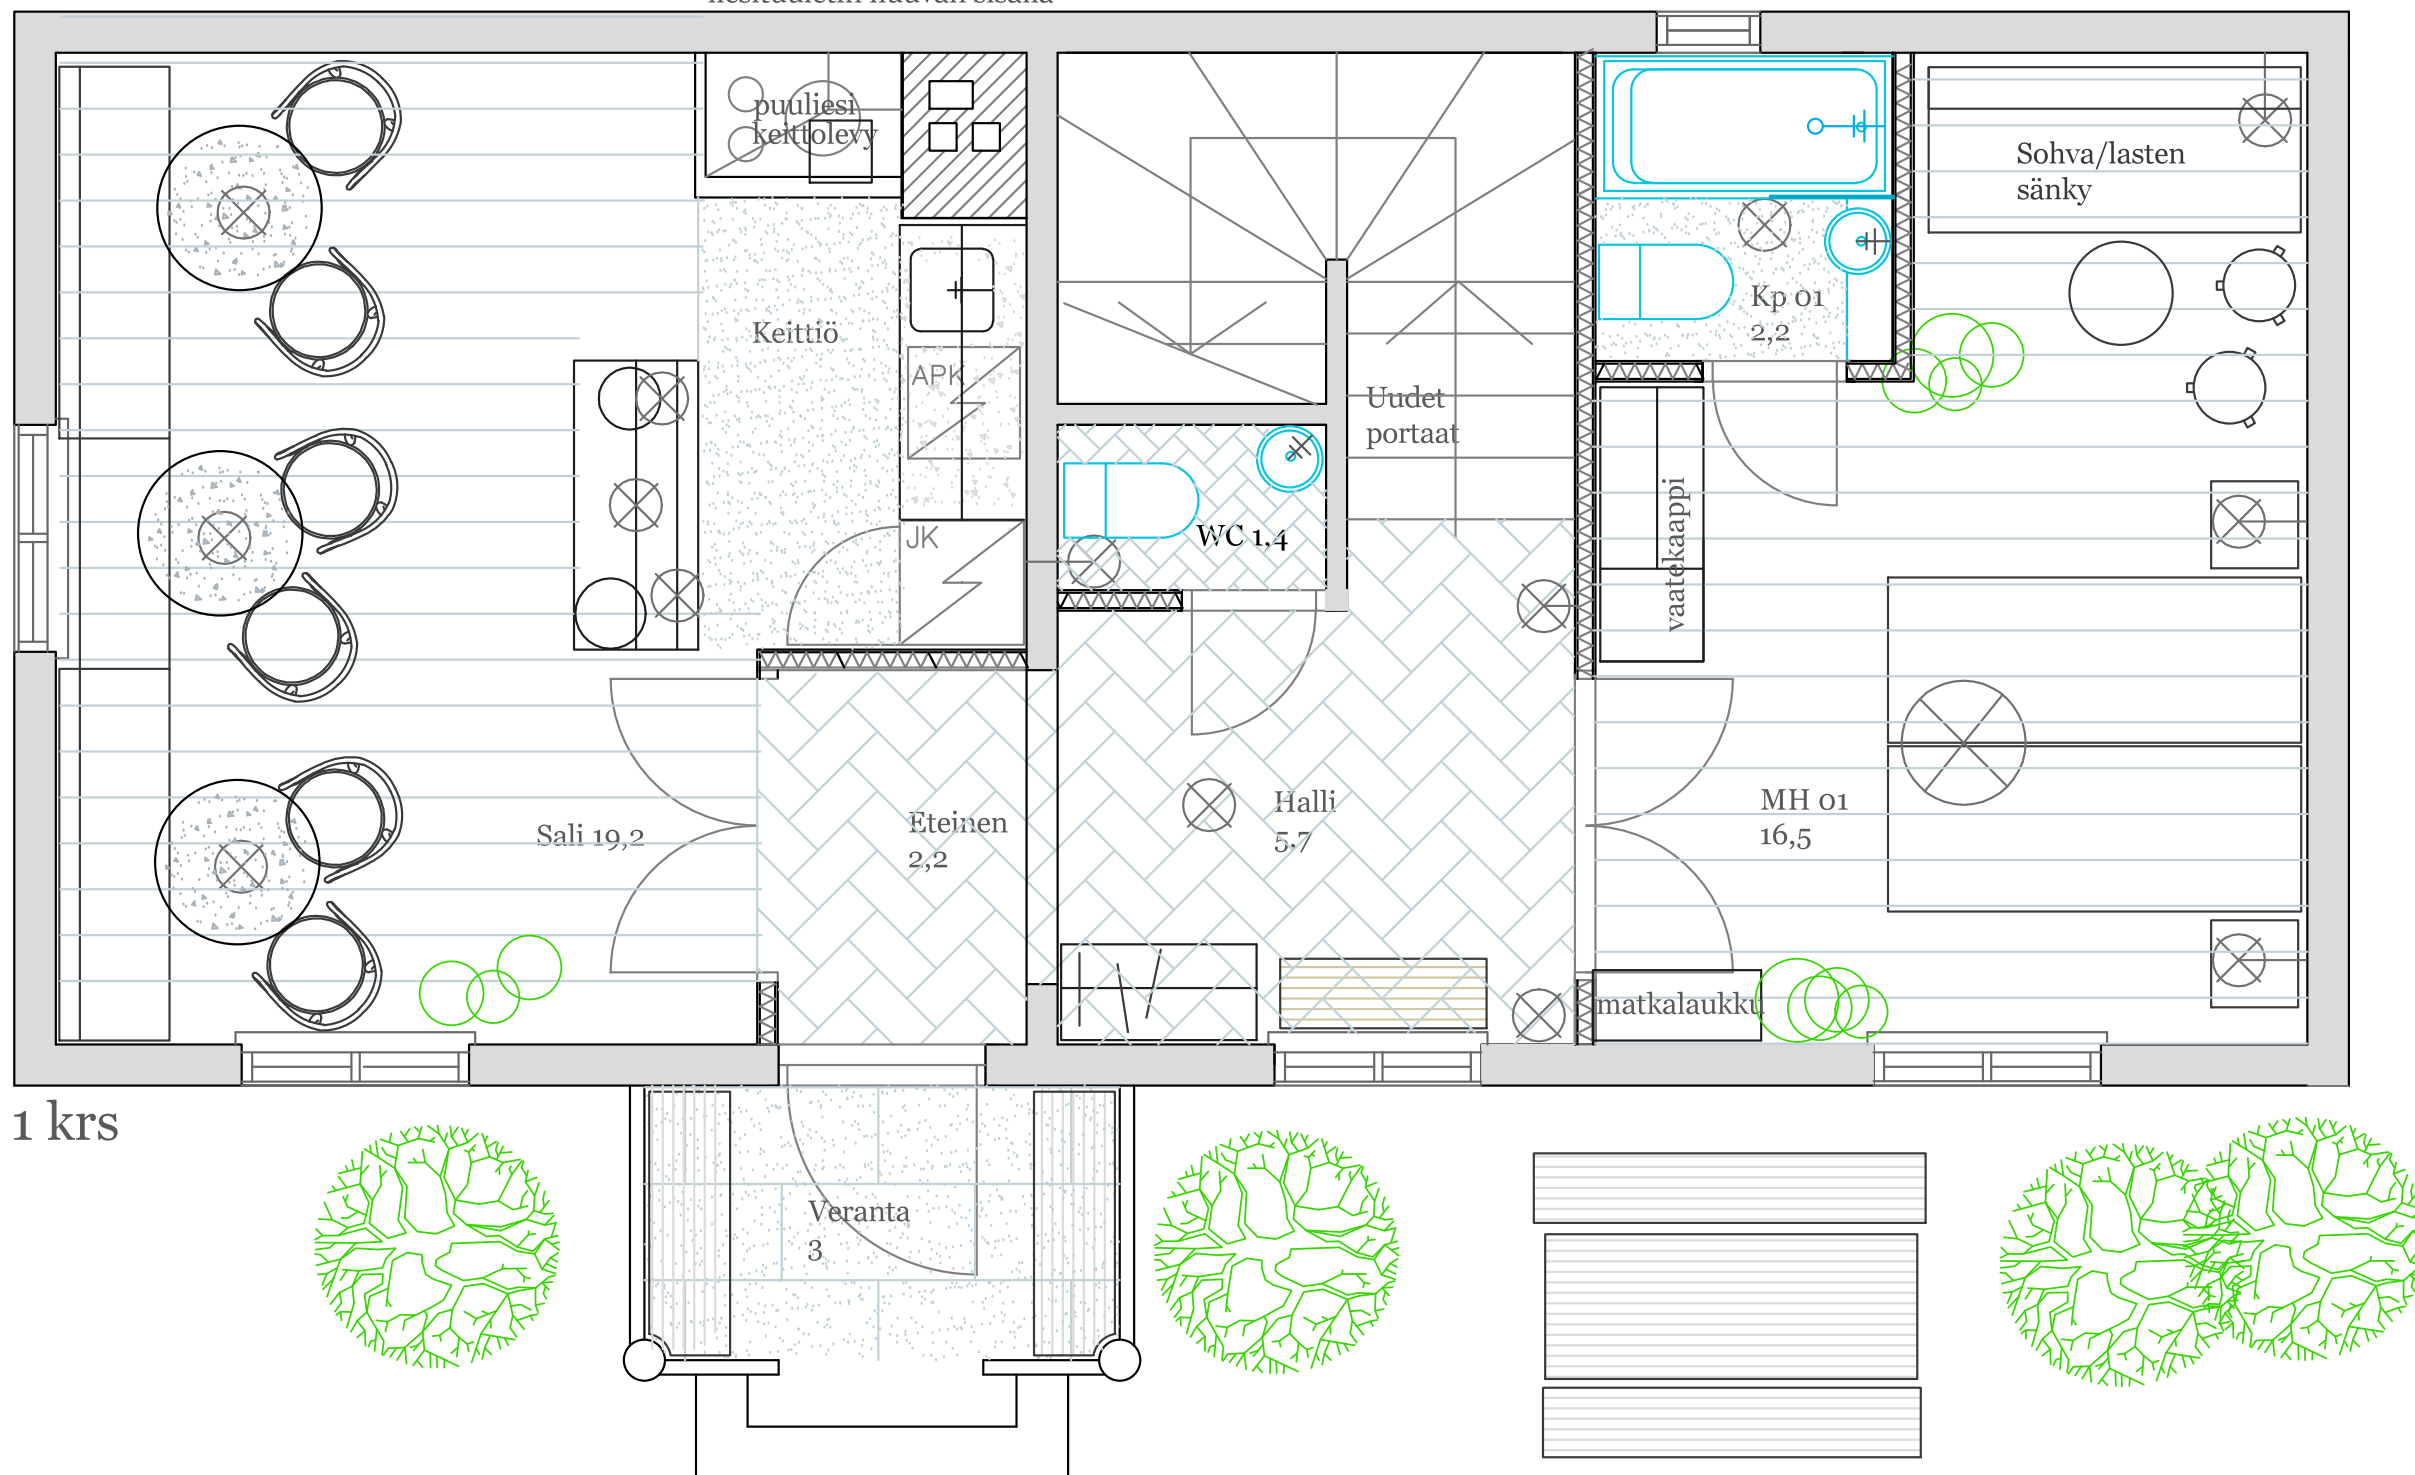 puuliesi
keittolevy
Sohva/lasten
sänky
Keittiö
APK
Kp 01
2,2
Uudet
portaat
JK
WC 1,4
vaatekaappi
Sali 19,2
Eteinen
2,2
Halli
5,7
MH 01
16,5
matkalaukku
1 krs
Veranta
3